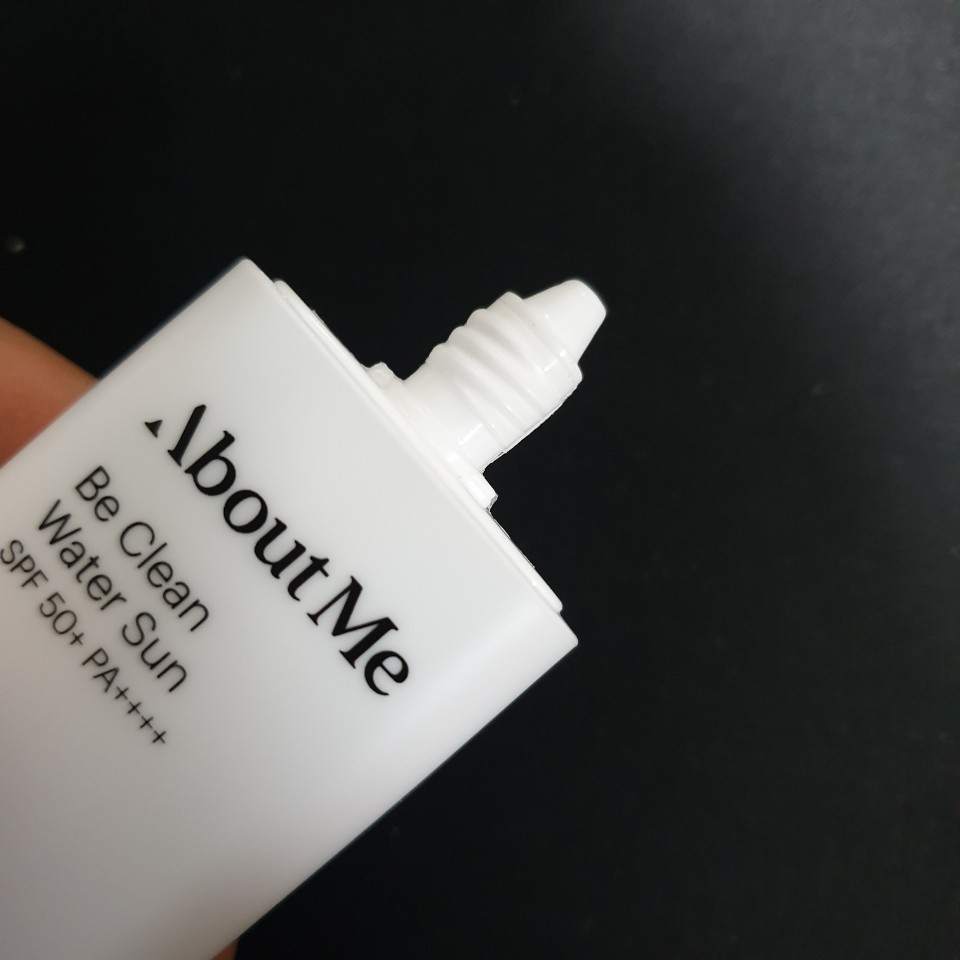 About Me
Be Clean
Water Sun
SPF 50+ PA++++